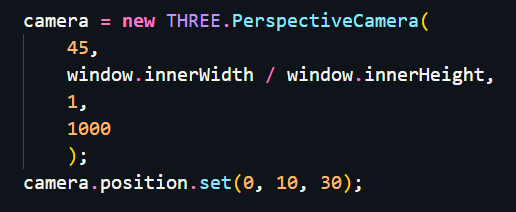 camera = new THREE.PerspectiveCamera(
    45,
    window.innerWidth / window.innerHeight,
    1,
    1000
    );
camera.position.set(0, 10, 30);